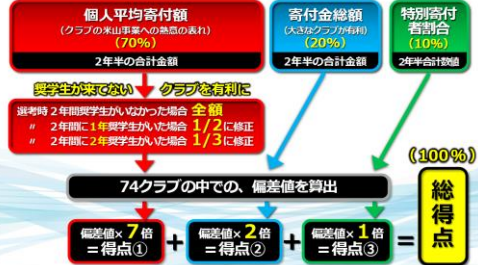 個人平均寄付額
(クラブの米山事業への熱意の表れ)
(70%)
2年半の合計金額
寄付金総額
(大きなクラブが有利)
(20%)
2年半の合計金額
特別寄付
者割合
(10%)
2年半合計数値
奨学生が来てない クラブを有利に
選考時2年間奨学生がいなかった場合 全額
〃 2年間に1年奨学生がいた場合 1/2に修正
〃 2年間に2年奨学生がいた場合 1/3に修正
74クラブの中での、偏差値を算出
(100%)
総得点
偏差値×7倍
=得点①
+
偏差値×2倍
=得点②
+
偏差値×1倍
=得点③
=